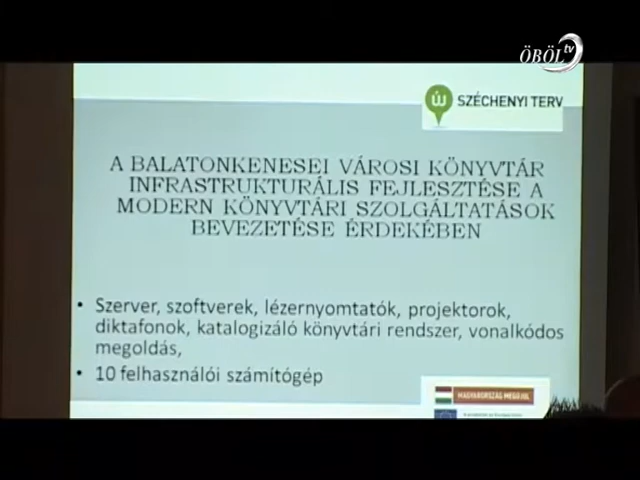 ÖBÖL tv
ÚJ SZÉCHENYI TERV
A BALATONKENESEI VÁROSI KÖNYVTÁR
INFRASTRUKTURÁLIS FEJLESZTÉSE A
MODERN KÖNYVTÁRI SZOLGÁLTATÁSOK
BEVEZETÉSE ÉRDEKÉBEN
• Szerver, szoftverek, lézernyomtatók, projektorok,
diktafonok, katalogizáló könyvtári rendszer, vonalkódos
megoldás,
• 10 felhasználói számítógép
MAGYARORSZÁG MEGÚJUL